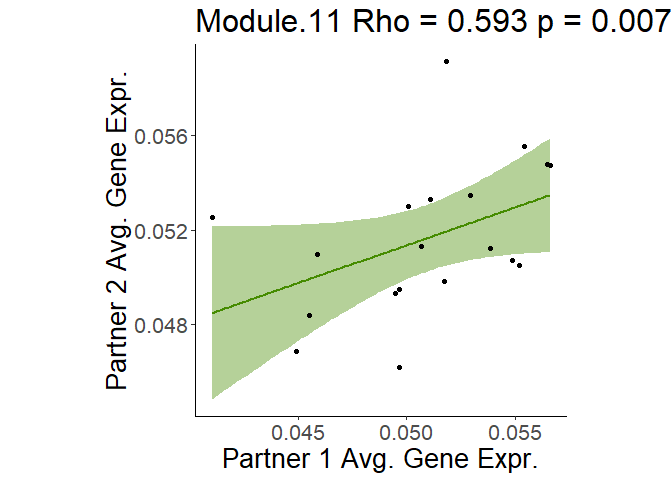 Module.11 Rho = 0.593 p = 0.007
Partner 2 Avg. Gene Expr.
0.056
0.052
0.048
0.045 0.050 0.055
Partner 1 Avg. Gene Expr.